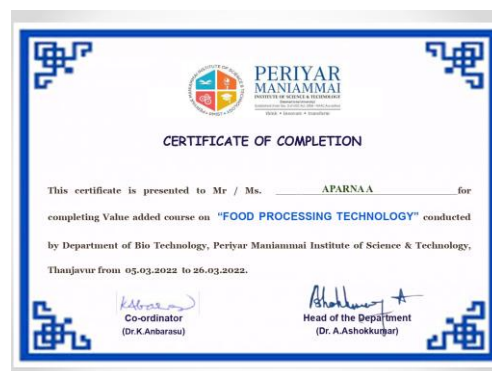 PERIYAR
MANIAMMAI
INSTITUTE OF SCIENCE & TECHNOLOGY
think • innovate • transform
CERTIFICATE OF COMPLETION
This certificate is presented to Mr / Ms. APARNA A for
completing Value added course on "FOOD PROCESSING TECHNOLOGY" conducted
by Department of Bio Technology, Periyar Maniammai Institute of Science & Technology,
Thanjavur from 05.03.2022 to 26.03.2022.
Co-ordinator
(Dr.K.Anbarasu)
Head of the Department
(Dr. A.Ashokkumar)